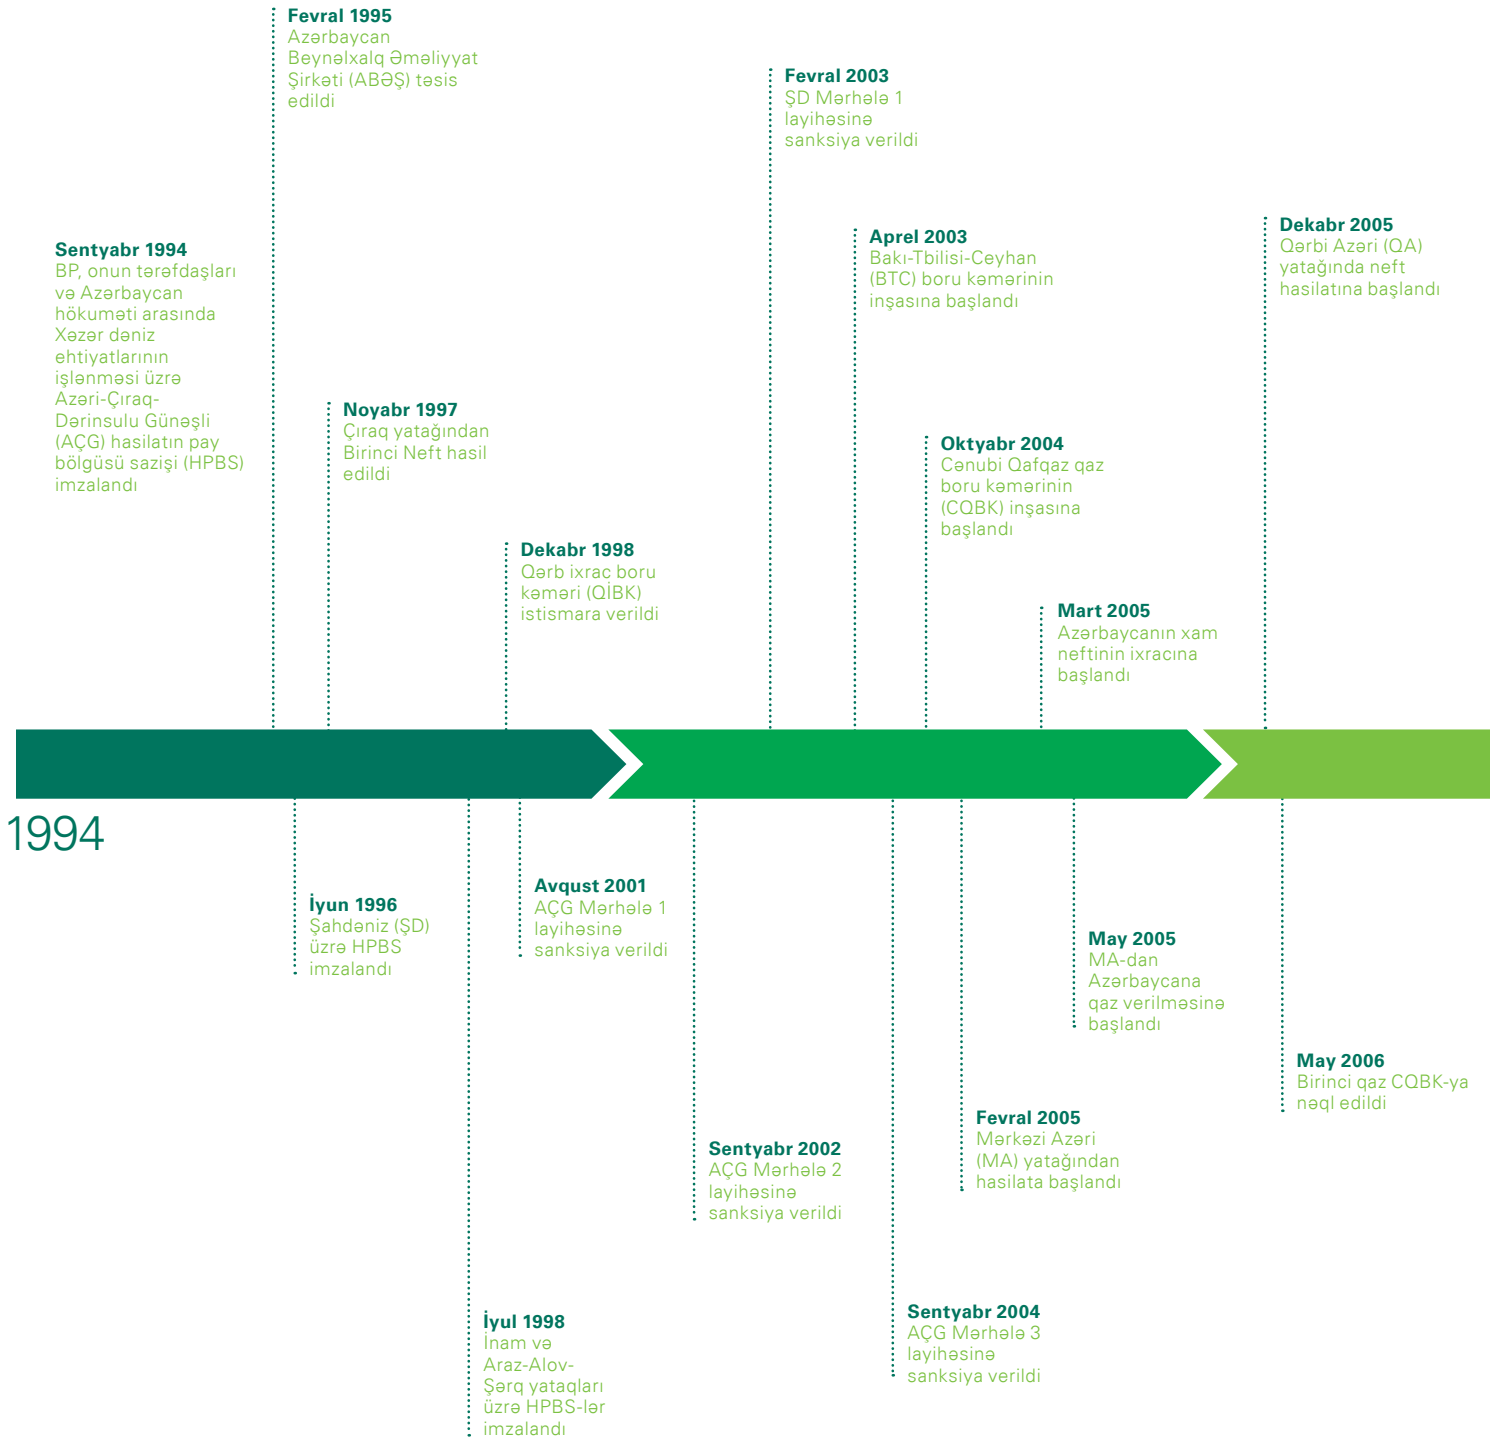 Fevral 1995
Azərbaycan
Beynəlxalq Əməliyyat
Şirkəti (ABƏŞ) təsis
edildi
Fevral 2003
ŞD Mərhələ 1
layihəsinə
sanksiya verildi
Sentyabr 1994
BP, onun tərəfdaşları
və Azərbaycan
hökuməti arasında
Xəzər dəniz
ehtiyatlarının
işlənməsi üzrə
Azəri-Çıraq-
Dərinsulu Günəşli
(AÇG) hasilatın pay
bölgüsü sazişi (HPBS)
imzalandı
Aprel 2003
Bakı-Tbilisi-Ceyhan
(BTC) boru kəmərinin
inşasına başlandı
Dekabr 2005
Qərbi Azəri (QA)
yatağında neft
hasilatına başlandı
Noyabr 1997
Çıraq yatağından
Birinci Neft hasil
edildi
Oktyabr 2004
Cənubi Qafqaz qaz
boru kəmərinin
(CQBK) inşasına
başlandı
Dekabr 1998
Qərb ixrac boru
kəməri (QİBK)
istismara verildi
Mart 2005
Azərbaycanın xam
neftinin ixracına
başlandı
1994
İyun 1996
Şahdəniz (ŞD)
üzrə HPBS
imzalandı
Avqust 2001
AÇG Mərhələ 1
layihəsinə
sanksiya verildi
May 2005
MA-dan
Azərbaycana
qaz verilməsinə
başlandı
May 2006
Birinci qaz CQBK-ya
nəql edildi
Fevral 2005
Mərkəzi Azəri
(MA) yatağından
hasilata başlandı
Sentyabr 2002
AÇG Mərhələ 2
layihəsinə
sanksiya verildi
Sentyabr 2004
AÇG Mərhələ 3
layihəsinə
sanksiya verildi
İyul 1998
İnam və
Araz-Alov-
Şərq yataqları
üzrə HPBS-lər
imzalandı